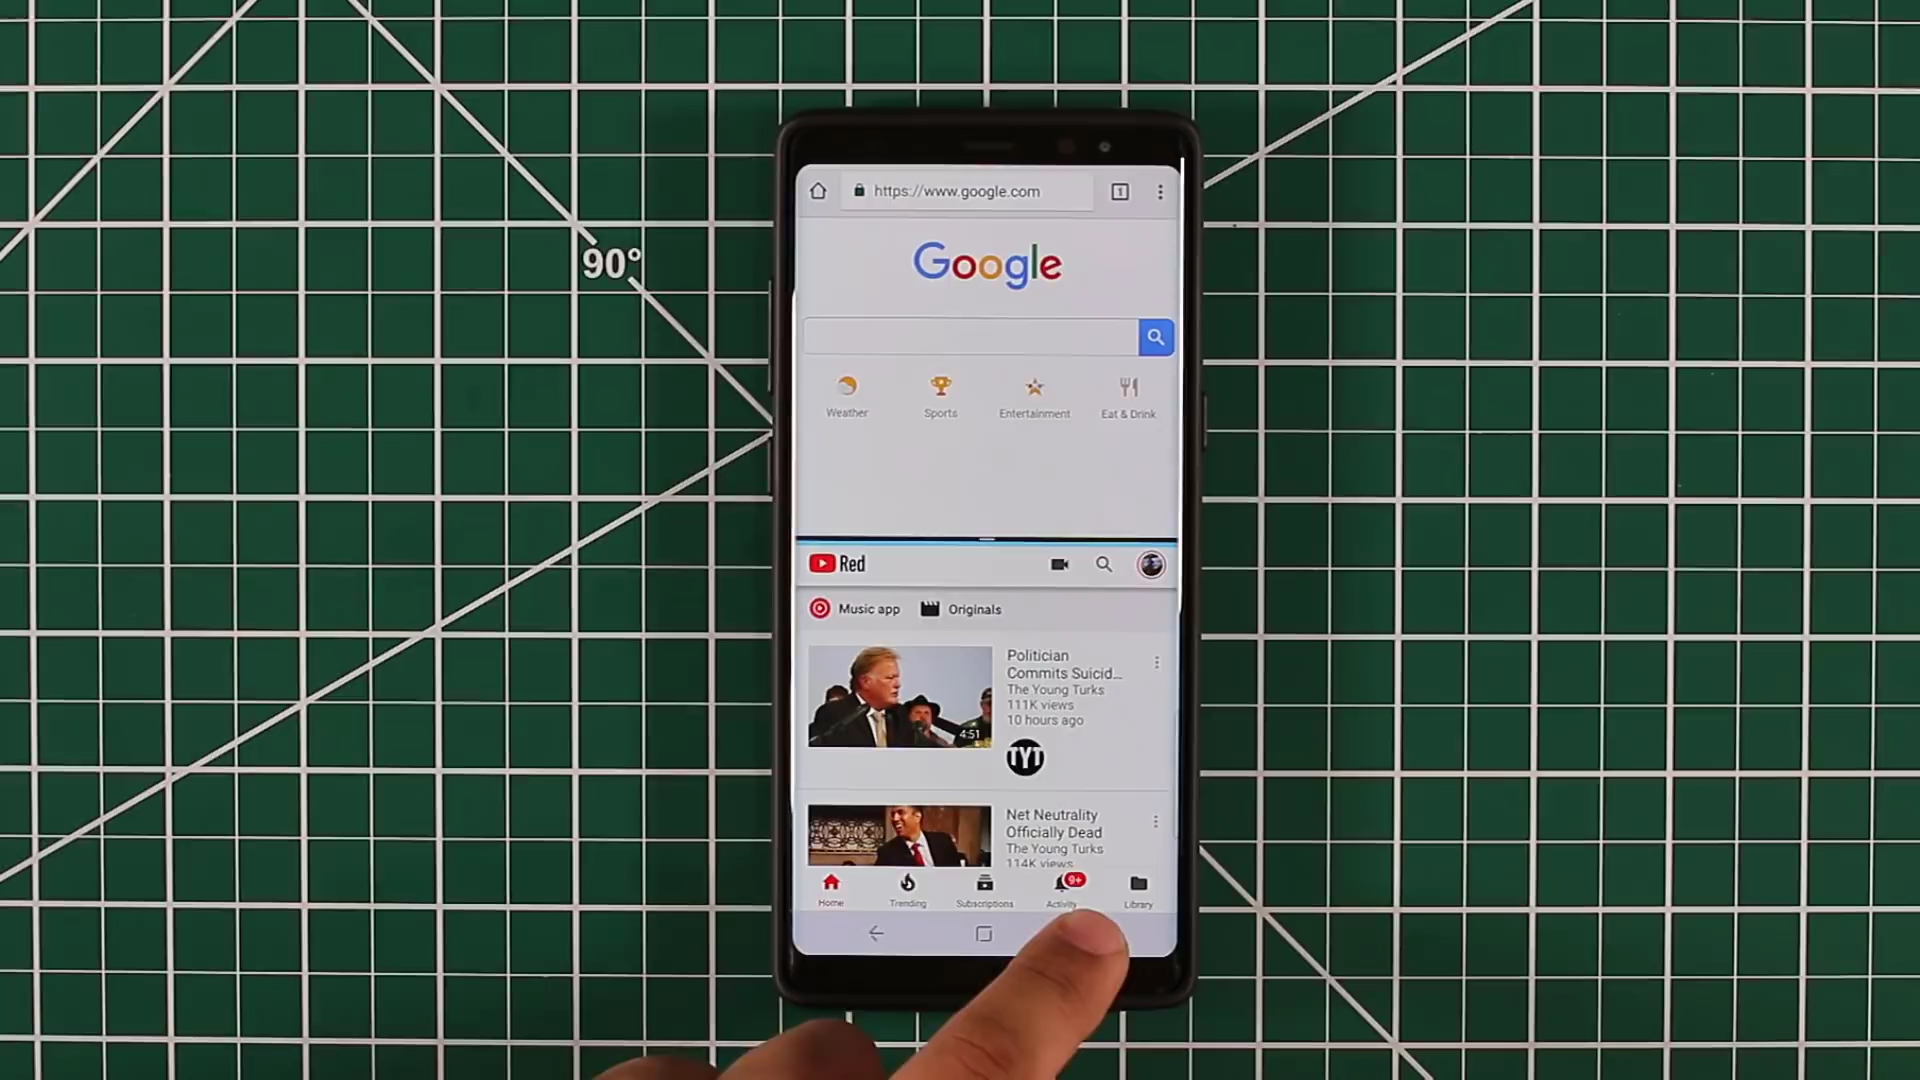 90°
1
https://www.google.com
Google
Weather
Sports
Entertainment
Eat & Drink
Red
Music app
Originals
Politician
Commits Suicid...
The Young Turks
111K views
10 hours ago
4:51
TYT
Net Neutrality
Officially Dead
The Young Turks
114K views
9+
Home
Trending
Subscriptions
Activity
Library